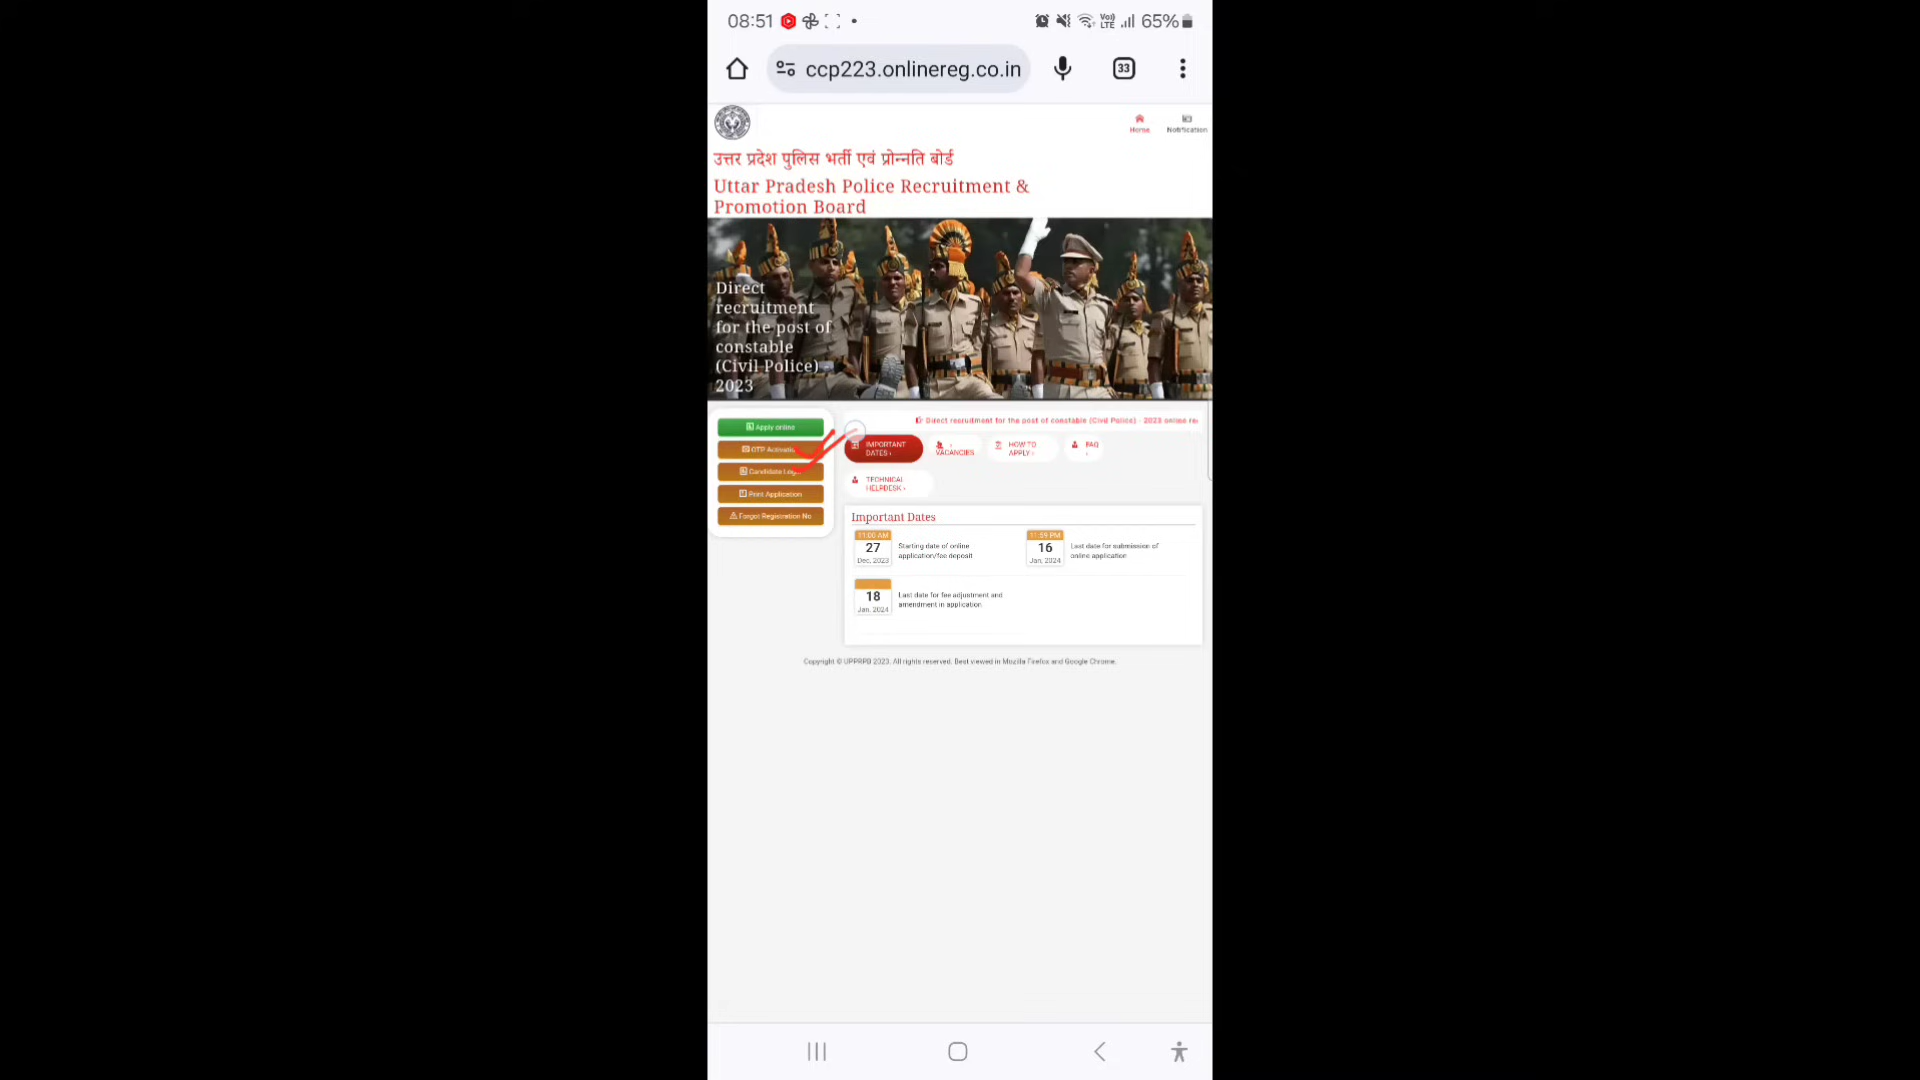 08:51
Vo)) LTE 65%
ccp223.onlinereg.co.in 33
Home Notification
उत्तर प्रदेश पुलिस भर्ती एवं प्रोन्नति बोर्ड
Uttar Pradesh Police Recruitment &
Promotion Board
Direct
recruitment
for the post of
constable
(Civil Police) -
2023
Apply online
OTP Activatio
Candidate Log
Print Application
Forgot Registration No
Direct recruitment for the post of constable (Civil Police) - 2023 online re
IMPORTANT
DATES ›
›
VACANCIES
HOW TO
APPLY ›
FAQ
›
TECHNICAL
HELPDESK ›
Important Dates
11:00 AM
27
Dec, 2023
Starting date of online
application/fee deposit
11:59 PM
16
Jan, 2024
Last date for submission of
online application
18
Jan, 2024
Last date for fee adjustment and
amendment in application
Copyright © UPPRPB 2023. All rights reserved. Best viewed in Mozilla Firefox and Google Chrome.